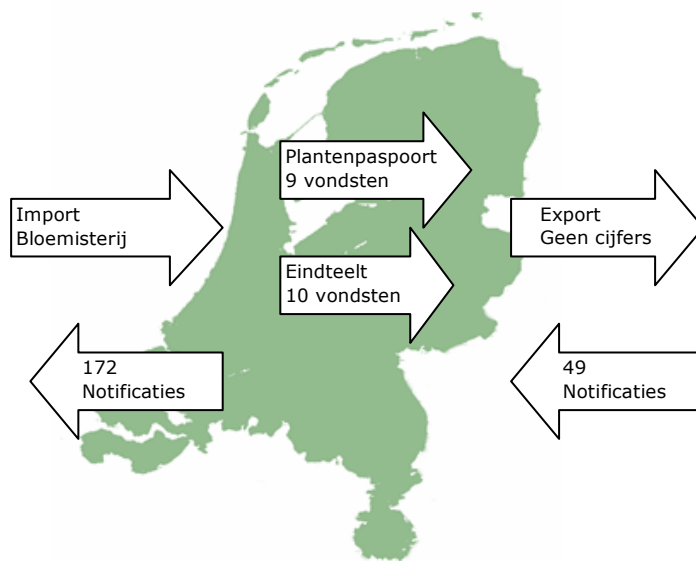 Plantenpaspoort
9 vondsten
Import
Bloemisterij
Export
Geen cijfers
Eindteelt
10 vondsten
172
Notificaties
49
Notificaties